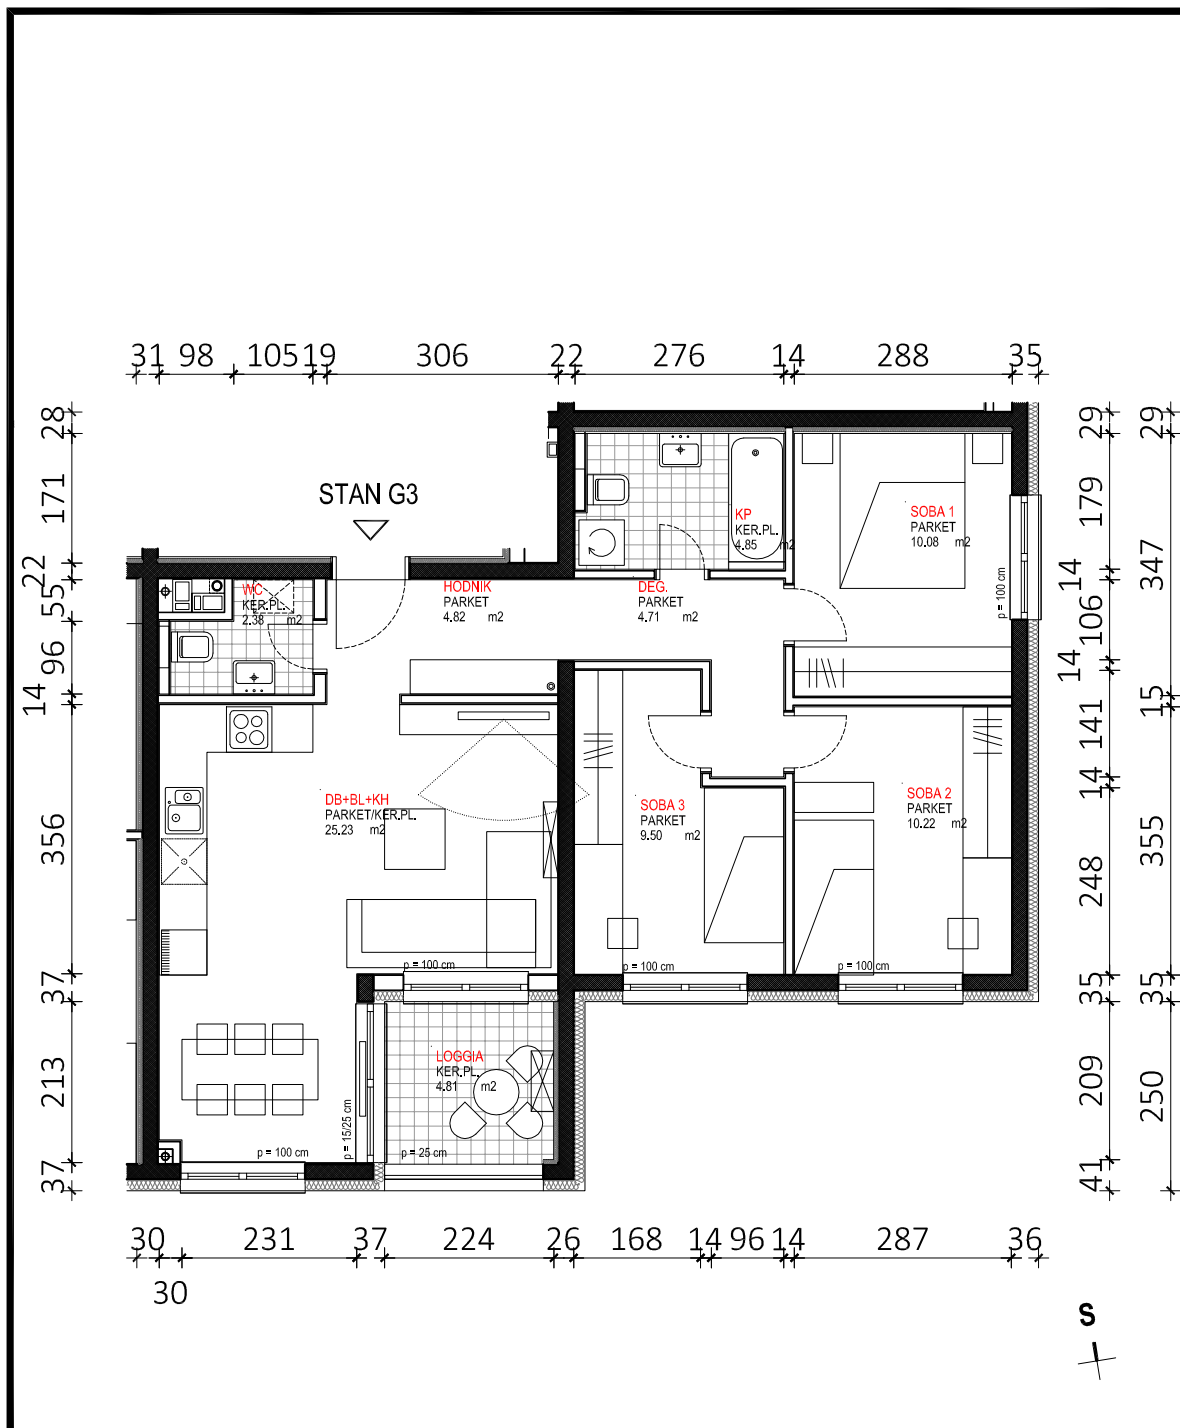 31 98 105 19 306 22 276 14 288 35
28 171 22 55 96 14 356 37 213 37
29 179 14 106 14 141 14 248 35 209 41
29 347 15 355 35 250
STAN G3
WC
KER.PL.
2.38 m2
HODNIK
PARKET
4.82 m2
DEG.
PARKET
4.71 m2
KP
KER.PL.
4.85 m2
SOBA 1
PARKET
10.08 m2
p = 100 cm
DB+BL+KH
PARKET/KER.PL.
25.23 m2
SOBA 3
PARKET
9.50 m2
SOBA 2
PARKET
10.22 m2
p = 100 cm
p = 100 cm
p = 100 cm
LOGGIA
KER.PL.
4.81 m2
p = 15/25 cm
p = 100 cm
p = 25 cm
30 231 37 224 26 168 14 96 14 287 36
30
S